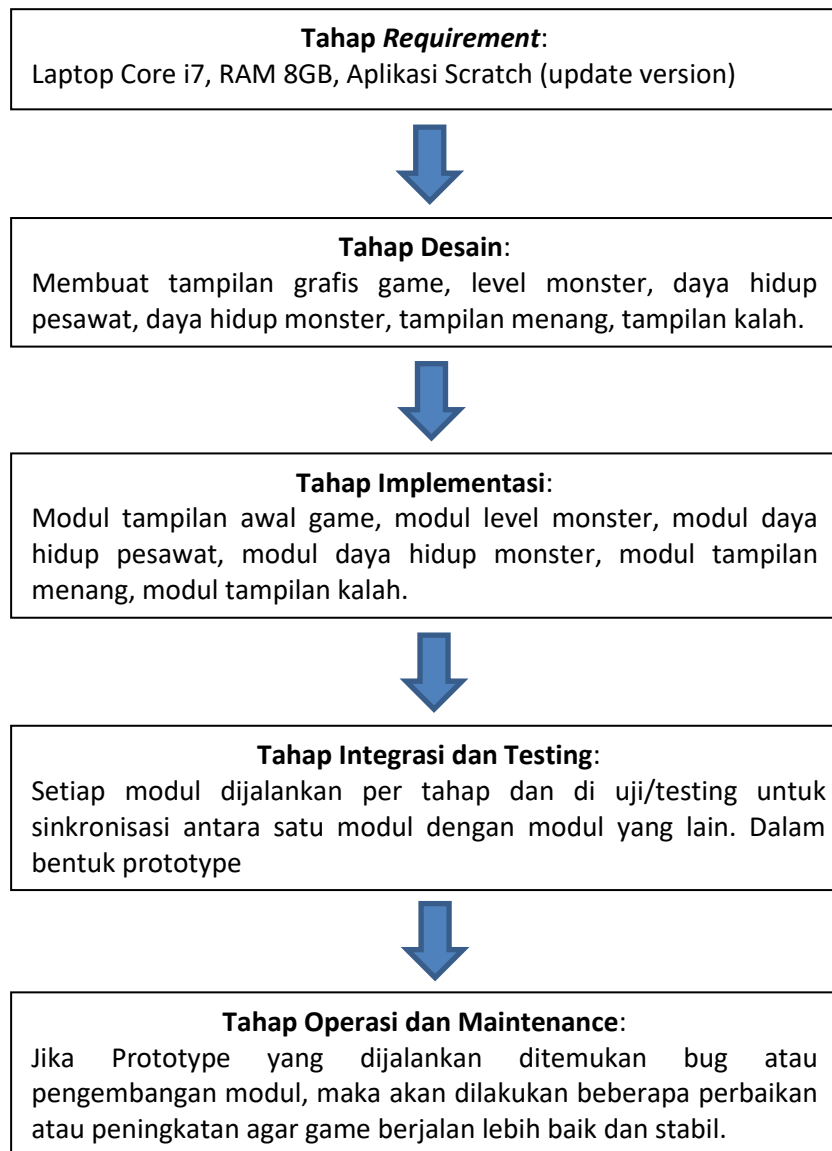 Tahap Requirement:
Laptop Core i7, RAM 8GB, Aplikasi Scratch (update version)
Tahap Desain:
Membuat tampilan grafis game, level monster, daya hidup
pesawat, daya hidup monster, tampilan menang, tampilan kalah.
Tahap Implementasi:
Modul tampilan awal game, modul level monster, modul daya
hidup pesawat, modul daya hidup monster, modul tampilan
menang, modul tampilan kalah.
Tahap Integrasi dan Testing:
Setiap modul dijalankan per tahap dan di uji/testing untuk
sinkronisasi antara satu modul dengan modul yang lain. Dalam
bentuk prototype
Tahap Operasi dan Maintenance:
Jika Prototype yang dijalankan ditemukan bug atau
pengembangan modul, maka akan dilakukan beberapa perbaikan
atau peningkatan agar game berjalan lebih baik dan stabil.